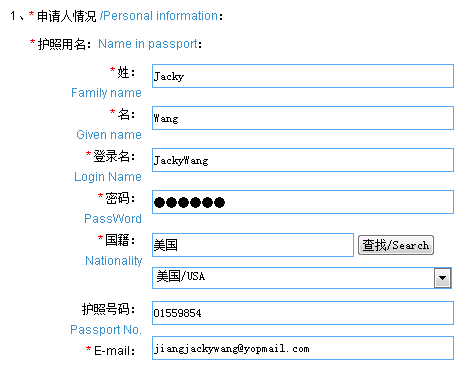 1、*申请人情况 /Personal information：
*护照用名：Name in passport：
*姓： Jacky
Family name
*名： Wang
Given name
*登录名： JackyWang
Login Name
*密码： ●●●●●●
PassWord
*国籍： 美国 查找/Search
Nationality
美国/USA
护照号码： 01559854
Passport No.
*E-mail： jiangjackywang@yopmail.com